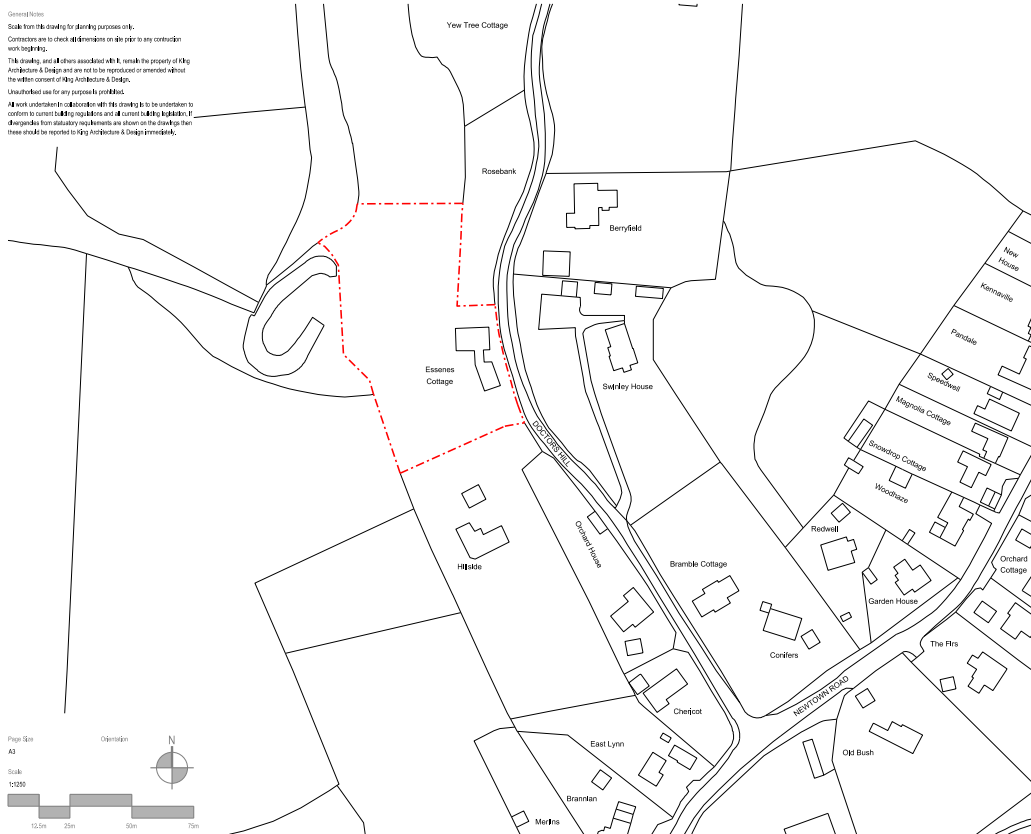 General Notes
Scale from this drawing for planning purposes only.
Contractors are to check all dimensions on site prior to any contruction
work beginning.
This drawing, and all others associated with it, remain the property of King
Architecture & Design and are not to be reproduced or amended without
the written consent of King Architecture & Design.
Unauthorised use for any purpose is prohibited.
All work undertaken in collaboration with this drawing is to be undertaken to
conform to current building regulations and all current building legislation. If
divergencies from statuatory requirements are shown on the drawings then
these should be reported to King Architecture & Design immediately.
Yew Tree Cottage
Rosebank
Berryfield
New
House
Kennaville
Pandale
Speedwell
Magnolia Cottage
Snowdrop Cottage
Woodhaze
Essenes
Cottage
Swinley House
DOCTORS HILL
Orchard House
Hillside
Bramble Cottage
Redwell
Garden House
Orchard
Cottage
Conifers
The Firs
NEWTOWN ROAD
Chericot
East Lynn
Old Bush
Brannlan
Merlins
Page Size
Orientation
A3
N
Scale
1:1250
12.5m
25m
50m
75m